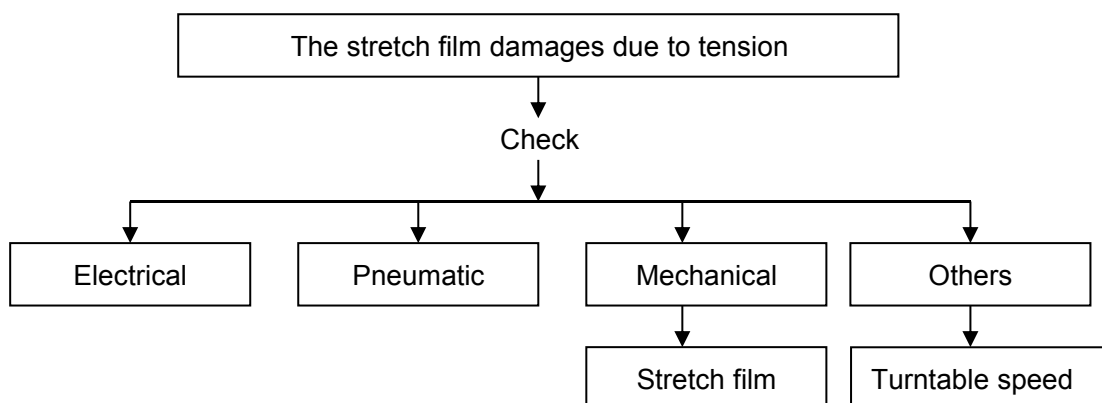 The stretch film damages due to tension
Check
Electrical
Pneumatic
Mechanical
Others
Stretch film
Turntable speed